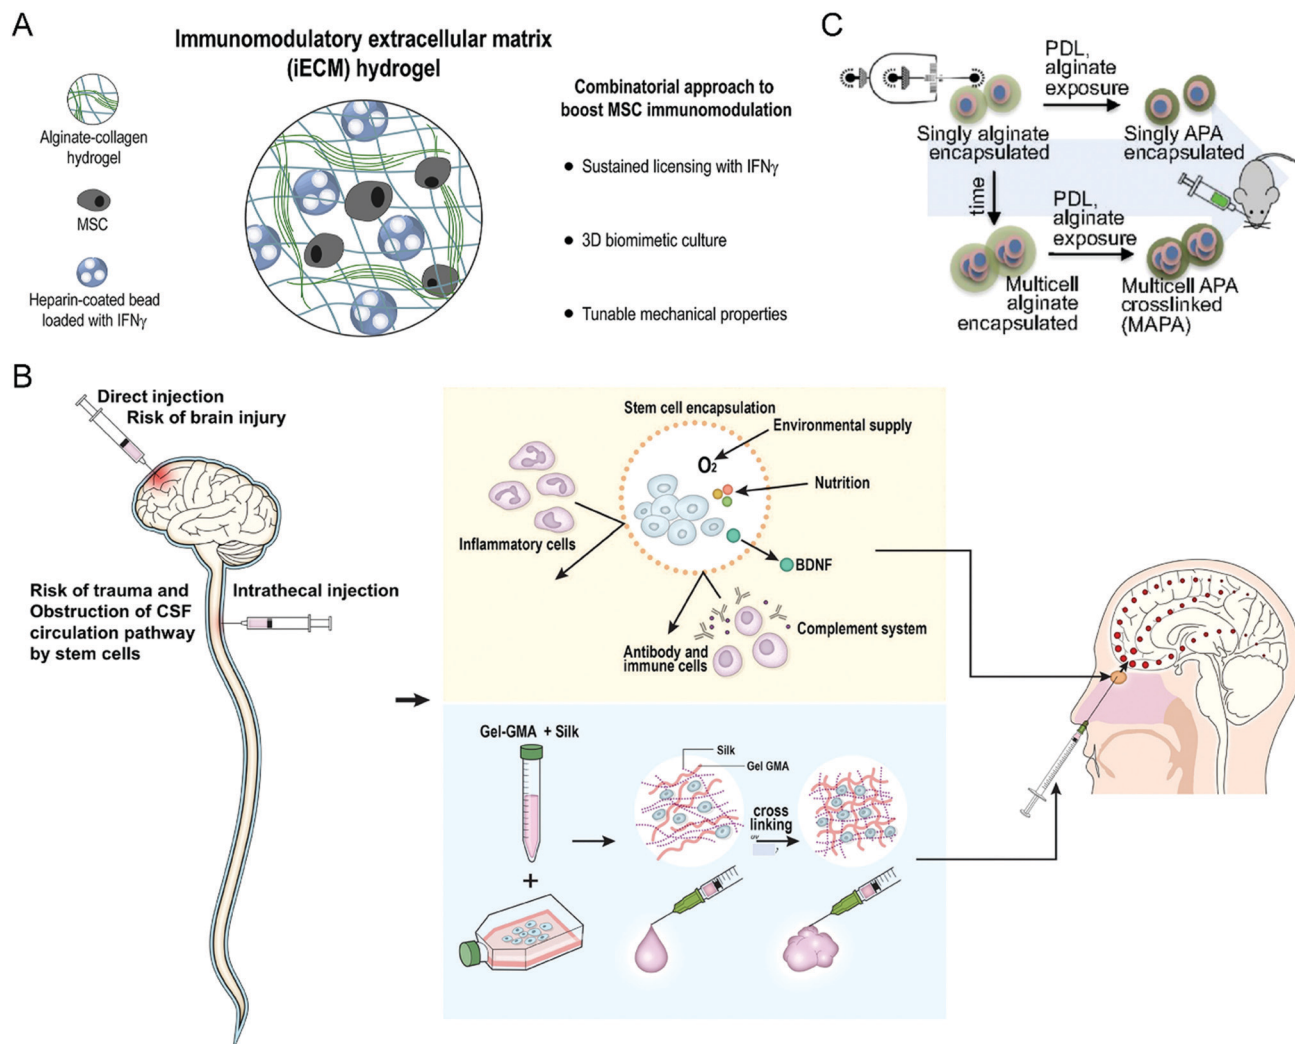 A
Immunomodulatory extracellular matrix
(iECM) hydrogel
Alginate-collagen
hydrogel
MSC
Heparin-coated bead
loaded with IFNγ
Combinatorial approach to
boost MSC immunomodulation
● Sustained licensing with IFNγ
● 3D biomimetic culture
● Tunable mechanical properties
C
PDL,
alginate
exposure
Singly alginate
encapsulated
Singly APA
encapsulated
time
PDL,
alginate
exposure
Multicell
alginate
encapsulated
Multicell APA
crosslinked
(MAPA)
B
Direct injection
Risk of brain injury
Risk of trauma and
Obstruction of CSF
circulation pathway
by stem cells
Intrathecal injection
Stem cell encapsulation
Environmental supply
O2
Nutrition
Inflammatory cells
BDNF
Complement system
Antibody and
immune cells
Gel-GMA + Silk
Silk
Gel GMA
cross
linking
+